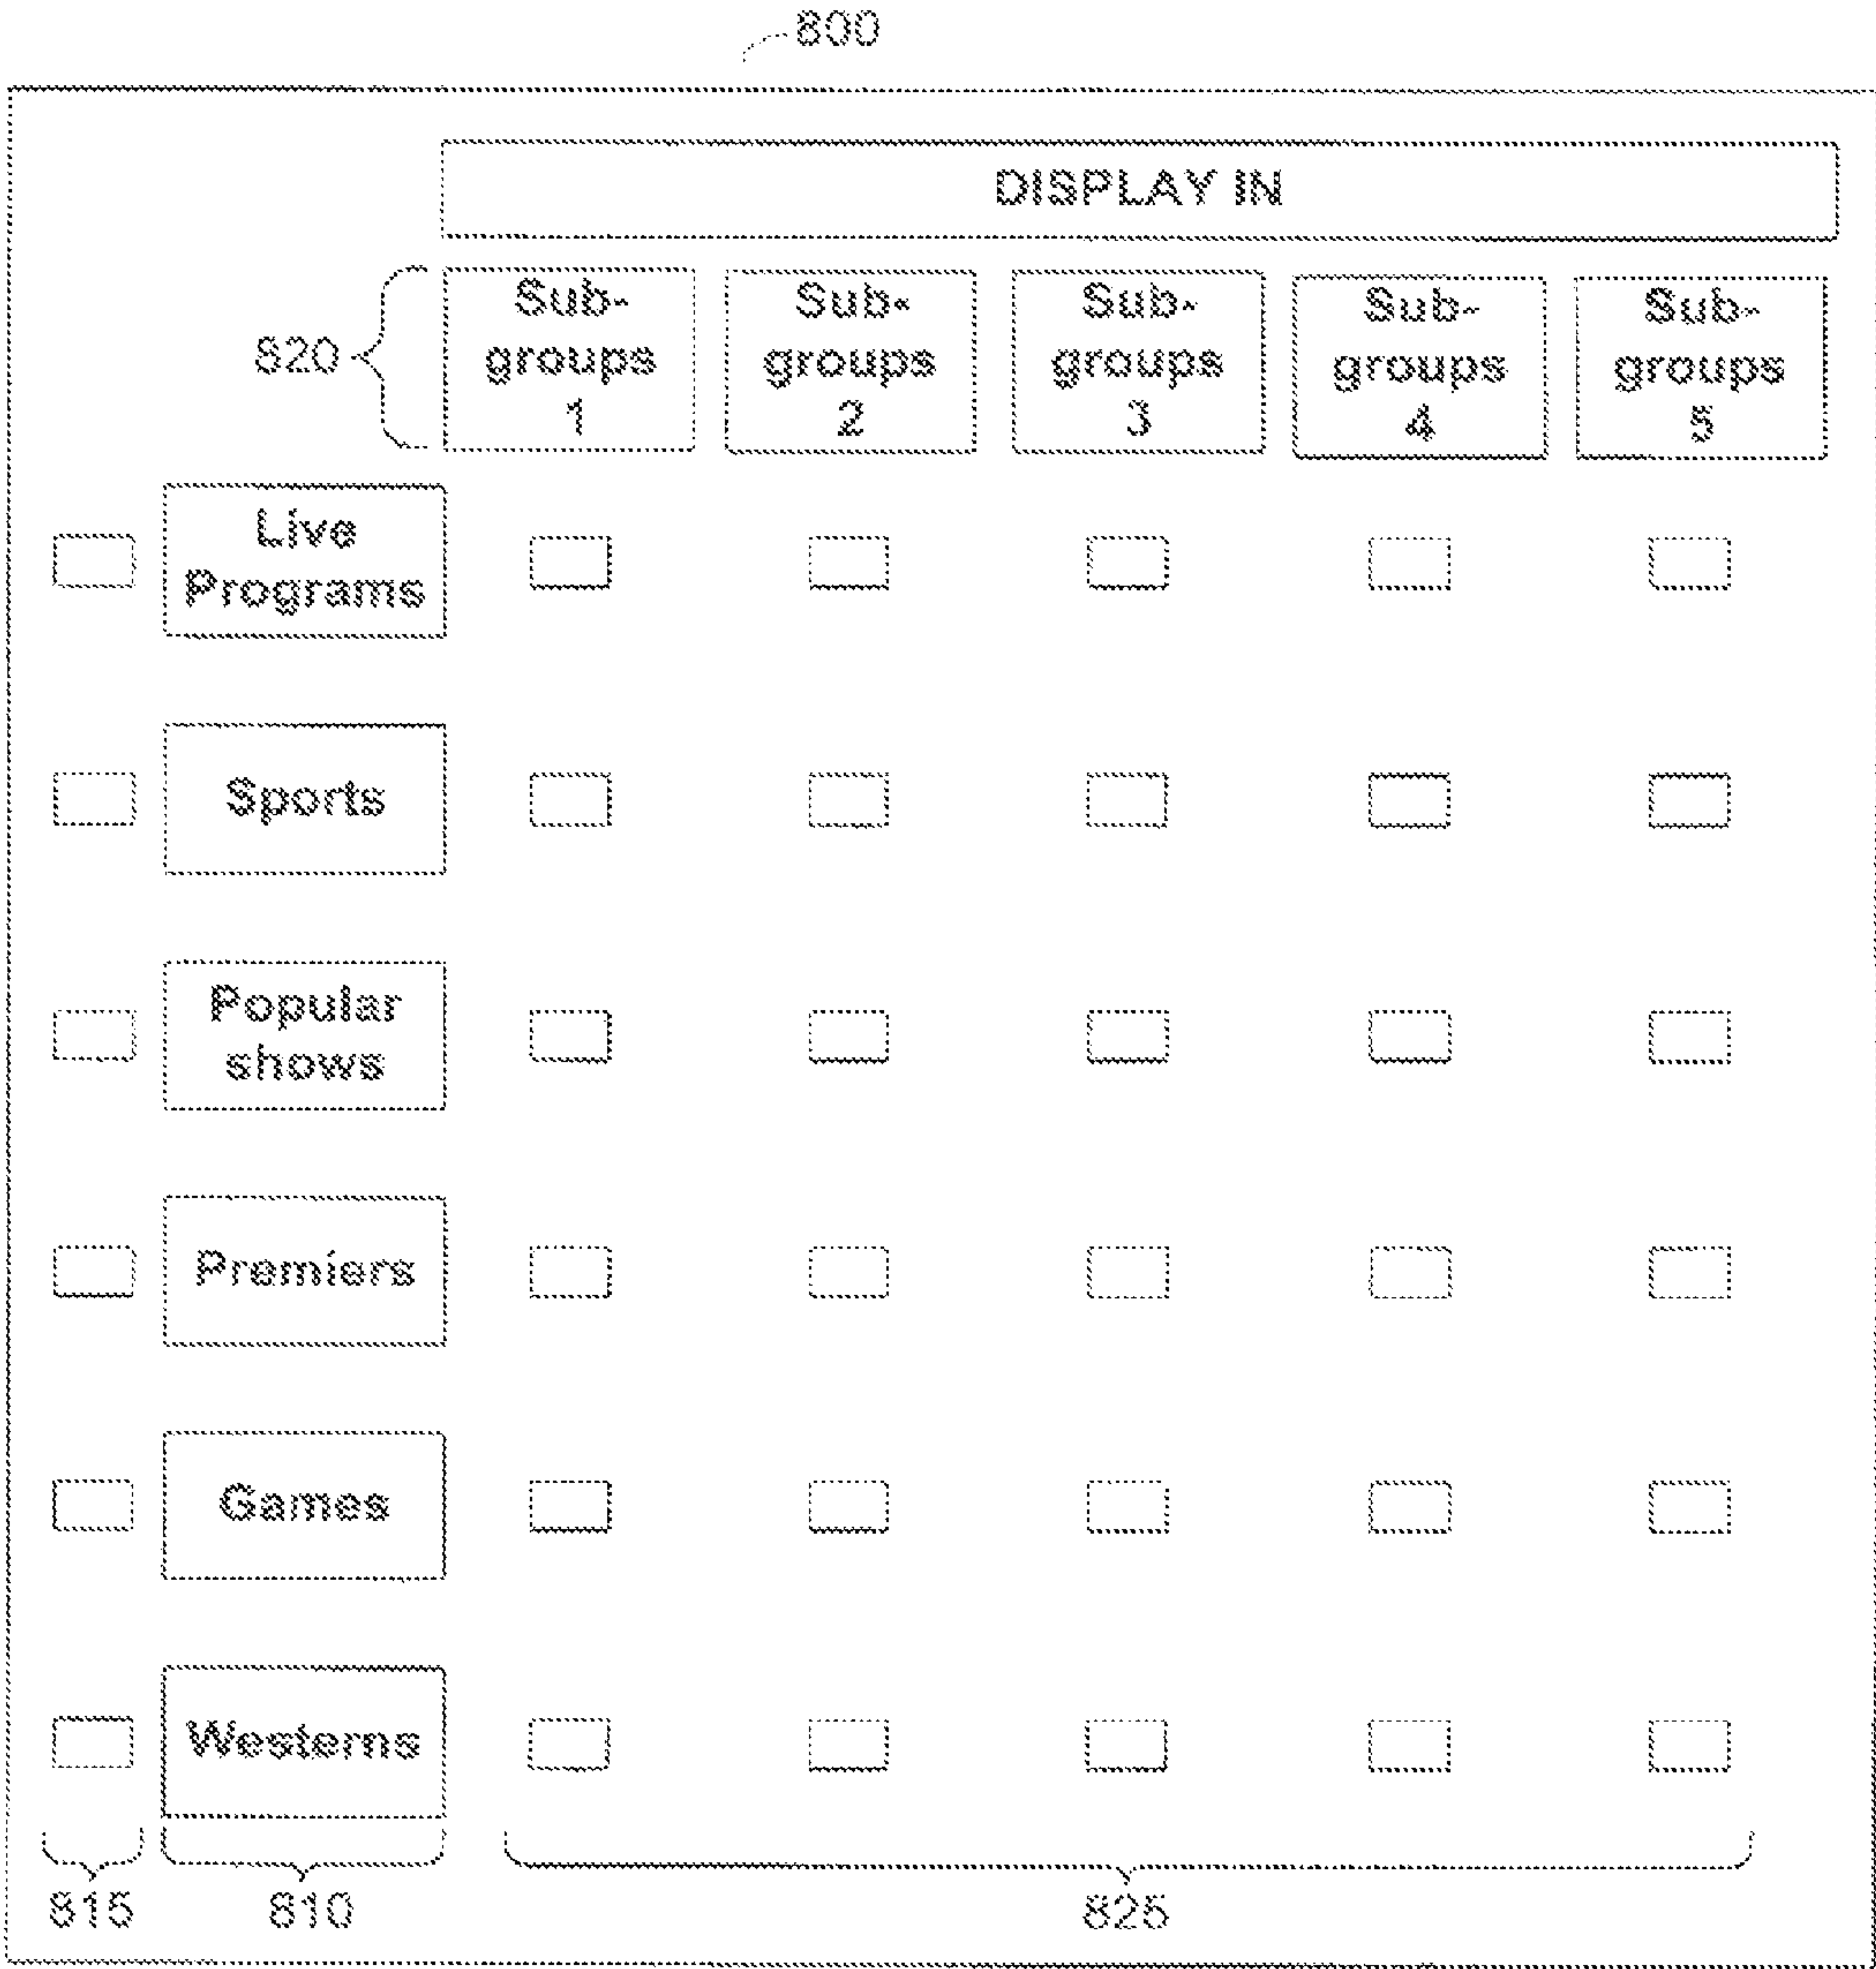 800
DISPLAY IN
820
Sub-
groups
1
Sub-
groups
2
Sub-
groups
3
Sub-
groups
4
Sub-
groups
5
Live
Programs
Sports
Popular
shows
Premiers
Games
Westerns
815
810
825